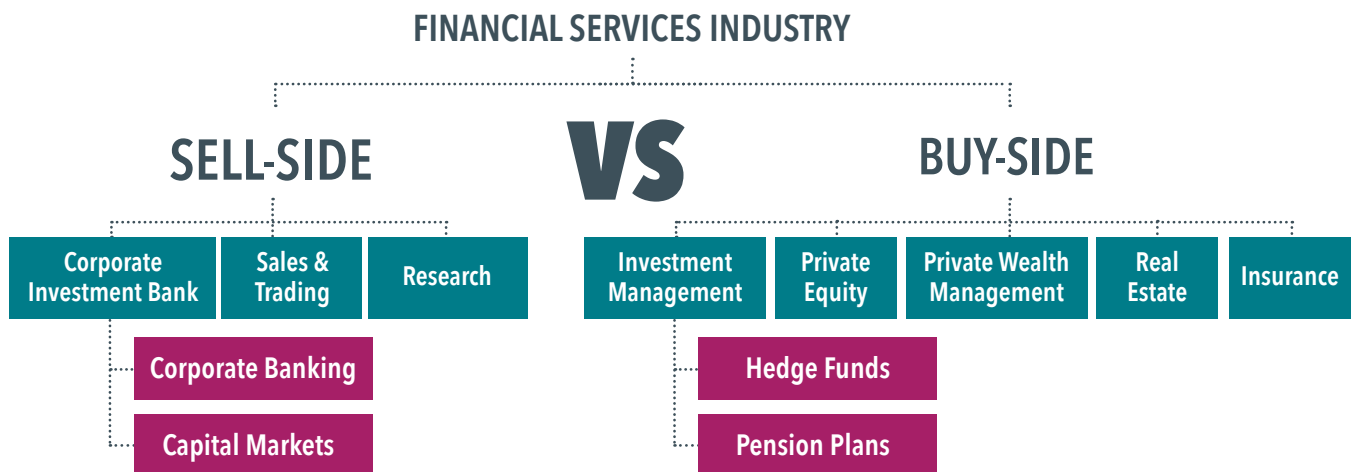 FINANCIAL SERVICES INDUSTRY
SELL-SIDE
VS
BUY-SIDE
Corporate
Investment Bank
Sales &
Trading
Research
Investment
Management
Private
Equity
Private Wealth
Management
Real
Estate
Insurance
Corporate Banking
Capital Markets
Hedge Funds
Pension Plans